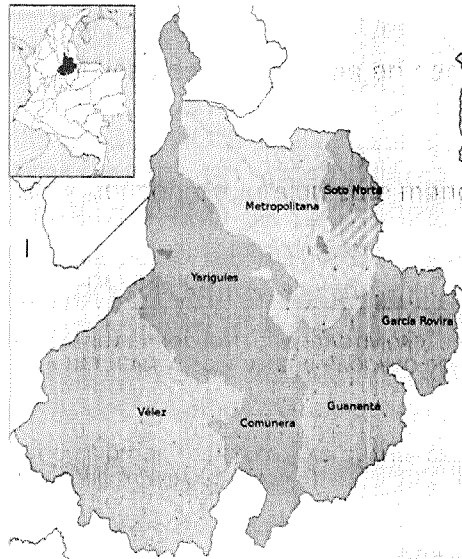 Soto Norte
Metropolitana
Yariguíes
García Rovira
Vélez
Guanentá
Comunera